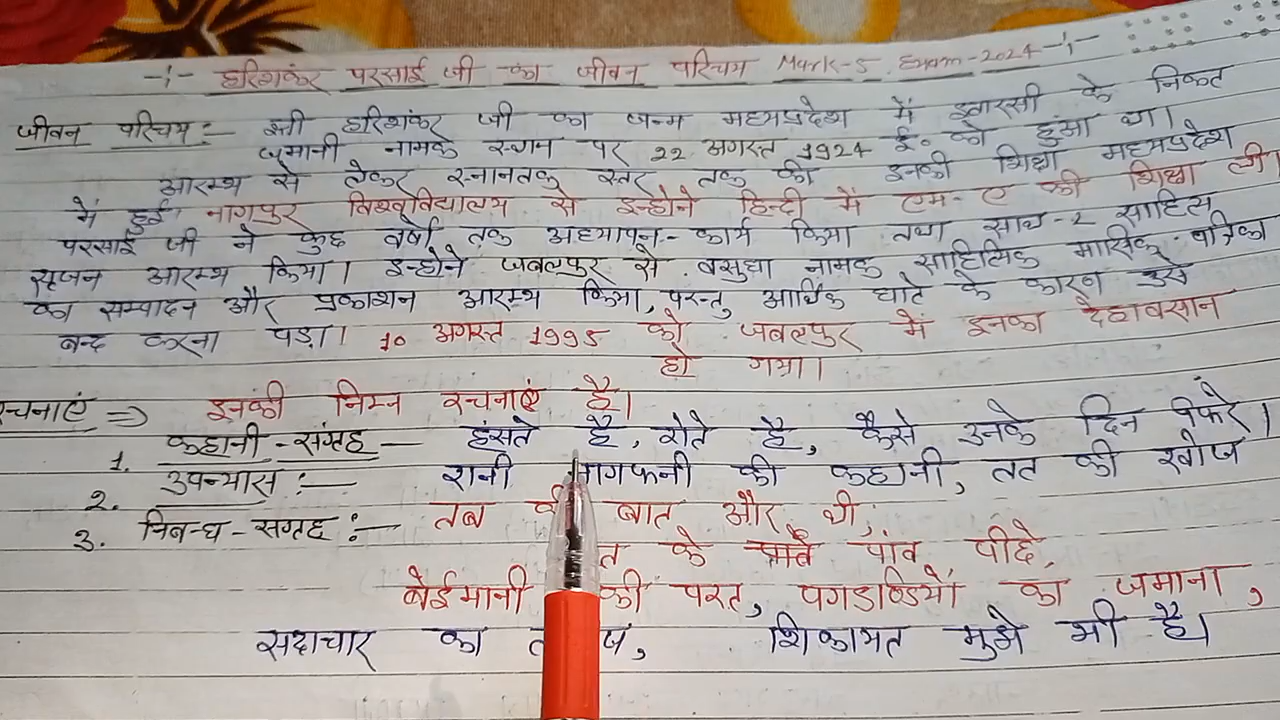 -:- हरिशंकर परसाई जी का जीवन परिचय Mark-5 Exam-2024 -:-
जीवन परिचय :- श्री हरिशंकर जी का जन्म मध्यप्रदेश में इटारसी के निकट
जमानी नामक स्थान पर 22 अगस्त 1924 ई० को हुआ था।
आरम्भ से लेकर स्नानतक स्तर तक की इनकी शिक्षा मध्यप्रदेश
में हुई नागपुर विश्वविद्यालय से इन्होने हिन्दी में एम-ए की शिक्षा ली।
परसाई जी ने कुछ वर्षो तक अध्यापन-कार्य किया तथा साथ-2 साहित्य
सृजन आरम्भ किया। इन्होने जबलपुर से वसुधा नामक साहित्यिक मासिक पत्रिका
का सम्पादन और प्रकाशन आरम्भ किया, परन्तु आर्थिक घाटे के कारण उसे
बन्द करना पड़ा। 10 अगस्त 1995 को जबलपुर में इनका देहावसान
हो गया।
रचनाएं => इनकी निम्न रचनाएं है।
1. कहानी-संग्रह - हंसते है, रोते है, कैसे उनके दिन फिरे।
2. उपन्यास :- रानी नागफनी की कहानी, तट की खोज
3. निबन्ध-संग्रह :- तब की बात और थी,
के पांव पीछे,
बेईमानी की परत, पगडण्डियों का जमाना,
सदाचार का शिकायत मुझे भी है।